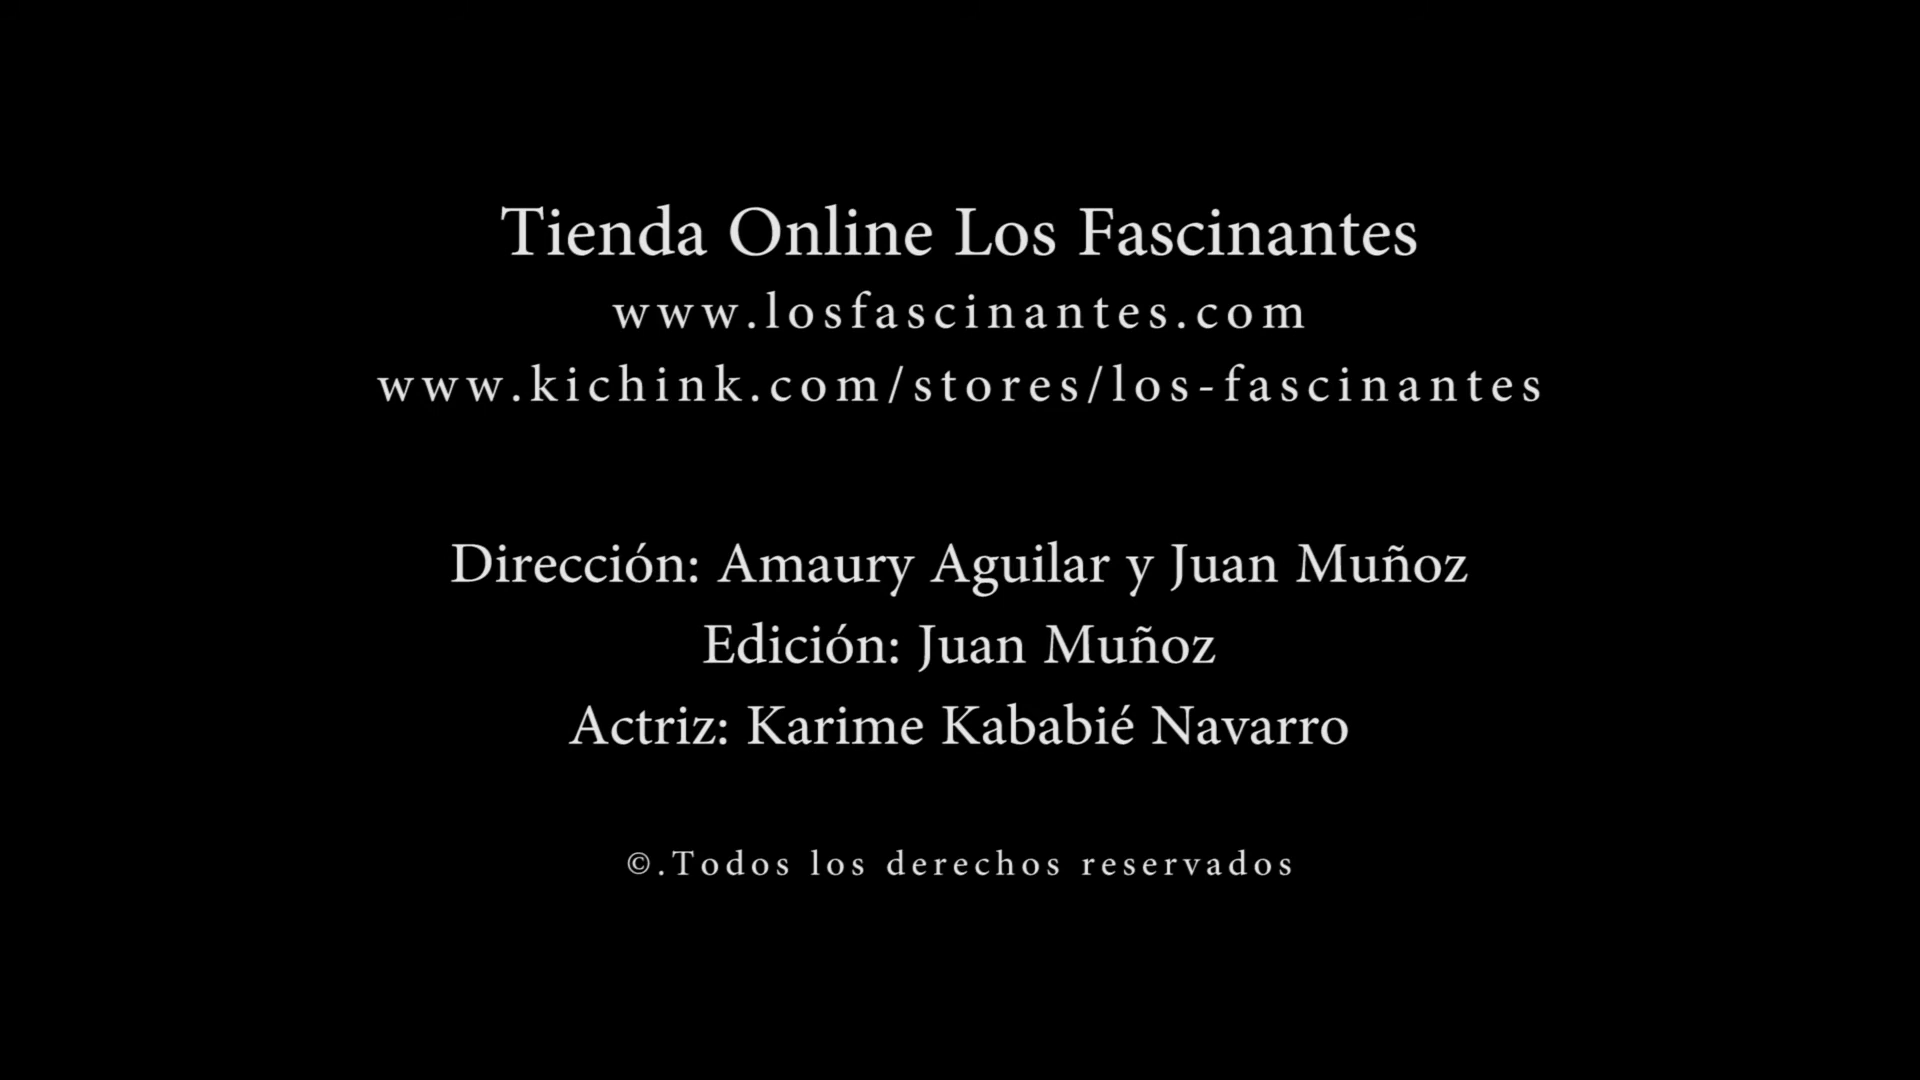 Tienda Online Los Fascinantes
www.losfascinantes.com
www.kichink.com/stores/los-fascinantes
Dirección: Amaury Aguilar y Juan Muñoz
Edición: Juan Muñoz
Actriz: Karime Kababié Navarro
©.Todos los derechos reservados